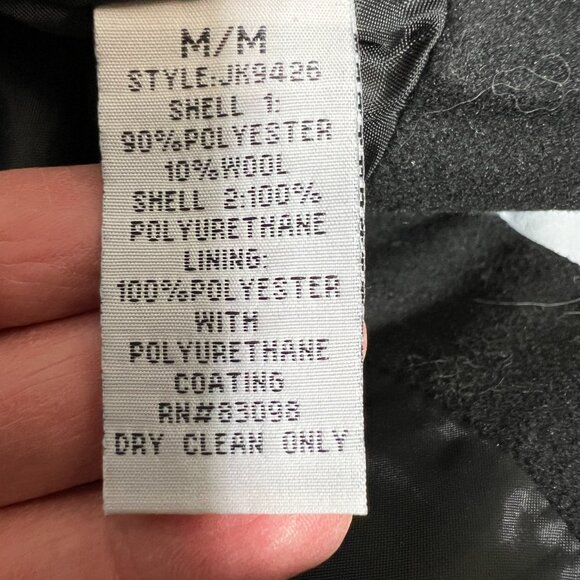 M/M
STYLE:JK9426
SHELL 1:
90%POLYESTER
10%WOOL
SHELL 2:100%
POLYURETHANE
LINING:
100%POLYESTER
WITH
POLYURETHANE
COATING
RN#83098
DRY CLEAN ONLY